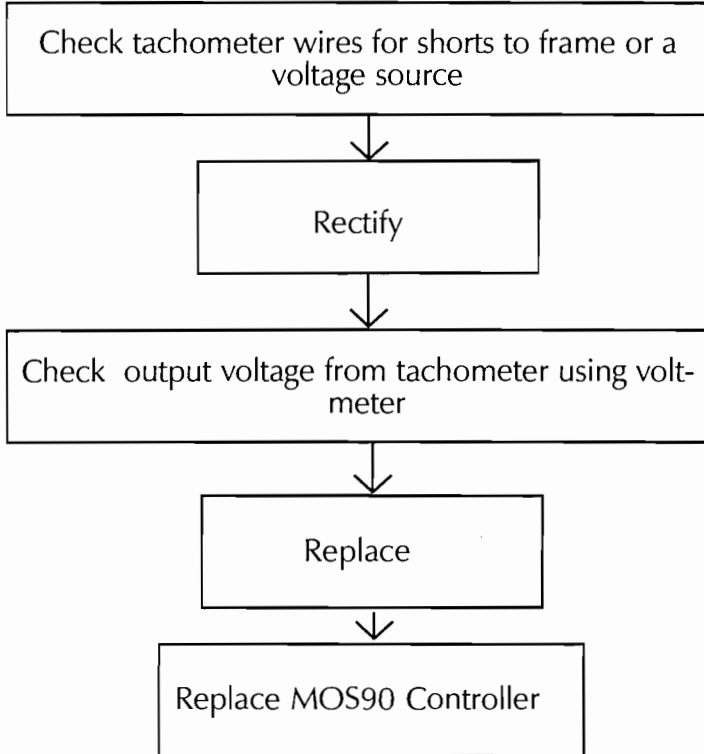 Check tachometer wires for shorts to frame or a
voltage source
Rectify
Check output voltage from tachometer using volt-
meter
Replace
Replace MOS90 Controller